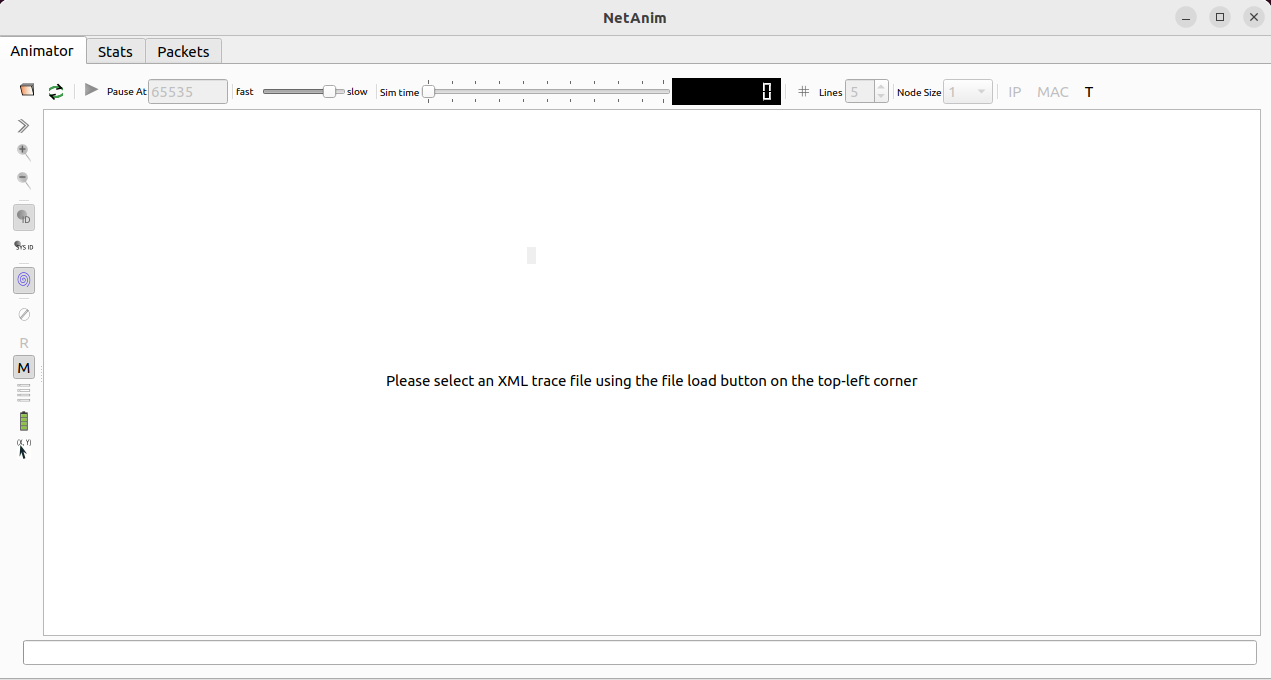 NetAnim
Animator Stats Packets
Pause At 65535 fast slow Sim time 0 Lines 5 Node Size 1 IP MAC T
ID
SYS ID
R
M
(X, Y)
Please select an XML trace file using the file load button on the top-left corner